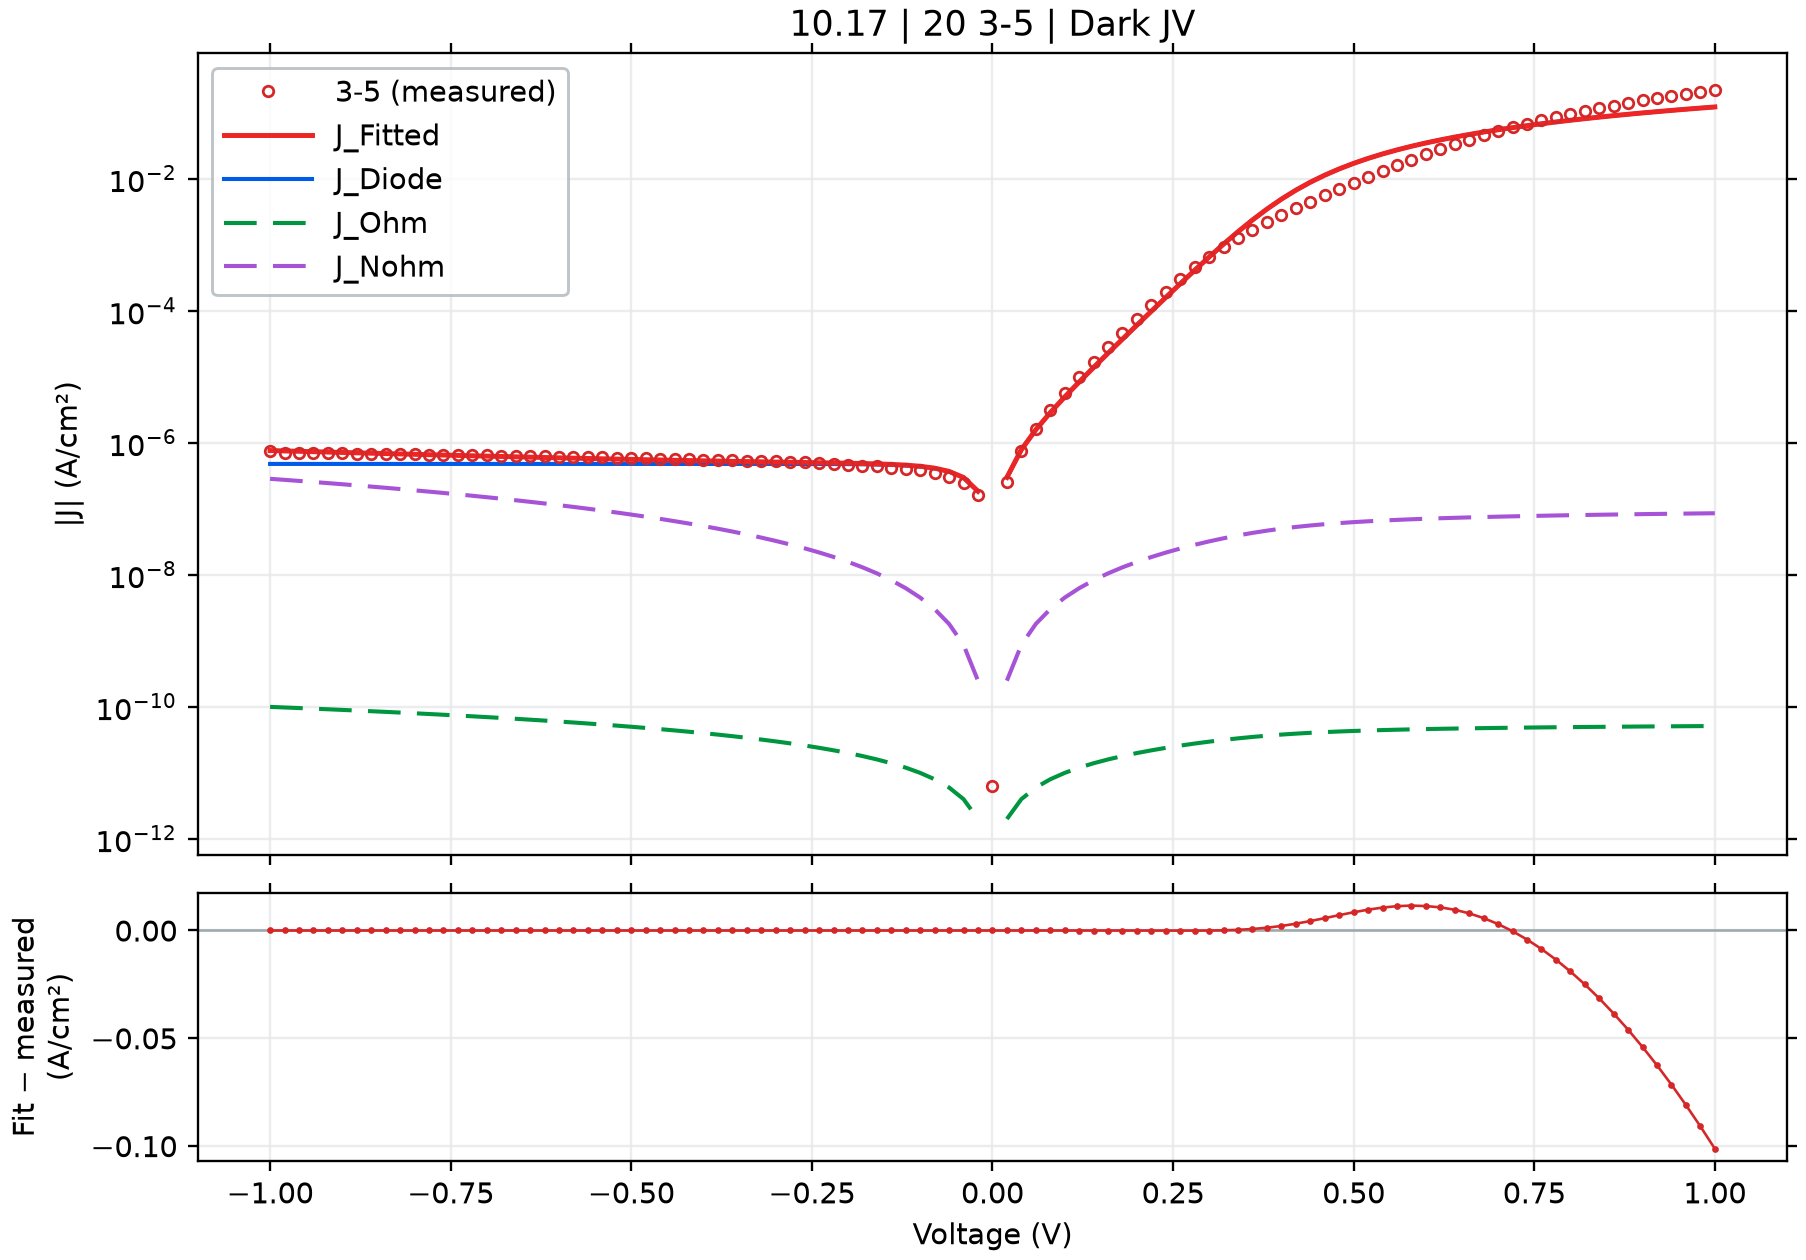 10.17 | 20 3-5 | Dark JV
3-5 (measured)
J_Fitted
J_Diode
J_Ohm
J_Nohm
|J| (A/cm²)
10⁻²
10⁻⁴
10⁻⁶
10⁻⁸
10⁻¹⁰
10⁻¹²
Fit − measured
(A/cm²)
0.00
−0.05
−0.10
−1.00 −0.75 −0.50 −0.25 0.00 0.25 0.50 0.75 1.00
Voltage (V)